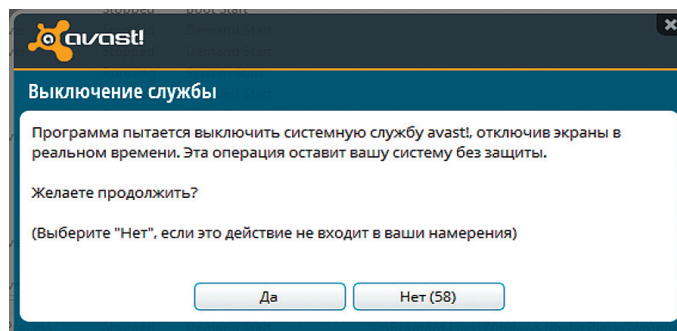 avast!
Выключение службы
Программа пытается выключить системную службу avast!, отключив экраны в
реальном времени. Эта операция оставит вашу систему без защиты.
Желаете продолжить?
(Выберите "Нет", если это действие не входит в ваши намерения)
Да
Нет (58)